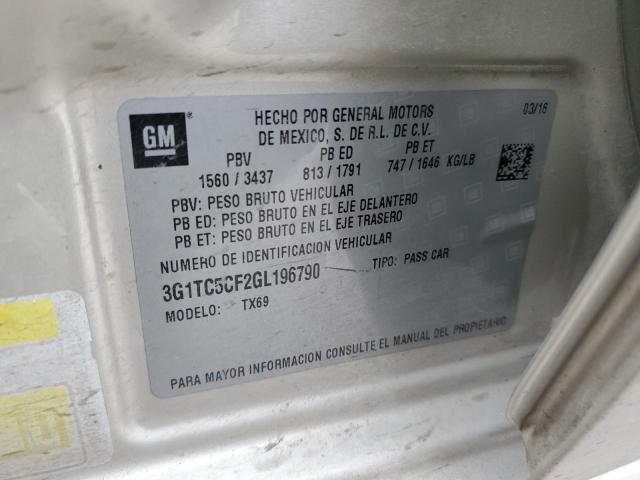 GM
HECHO POR GENERAL MOTORS
DE MEXICO, S. DE R.L. DE C.V.
03/16
PBV PB ED PB ET
1560 / 3437 813 / 1791 747 / 1646 KG/LB
PBV: PESO BRUTO VEHICULAR
PB ED: PESO BRUTO EN EL EJE DELANTERO
PB ET: PESO BRUTO EN EL EJE TRASERO
NUMERO DE IDENTIFICACION VEHICULAR
3G1TC5CF2GL196790 TIPO: PASS CAR
MODELO: TX69
PARA MAYOR INFORMACION CONSULTE EL MANUAL DEL PROPIETARIO